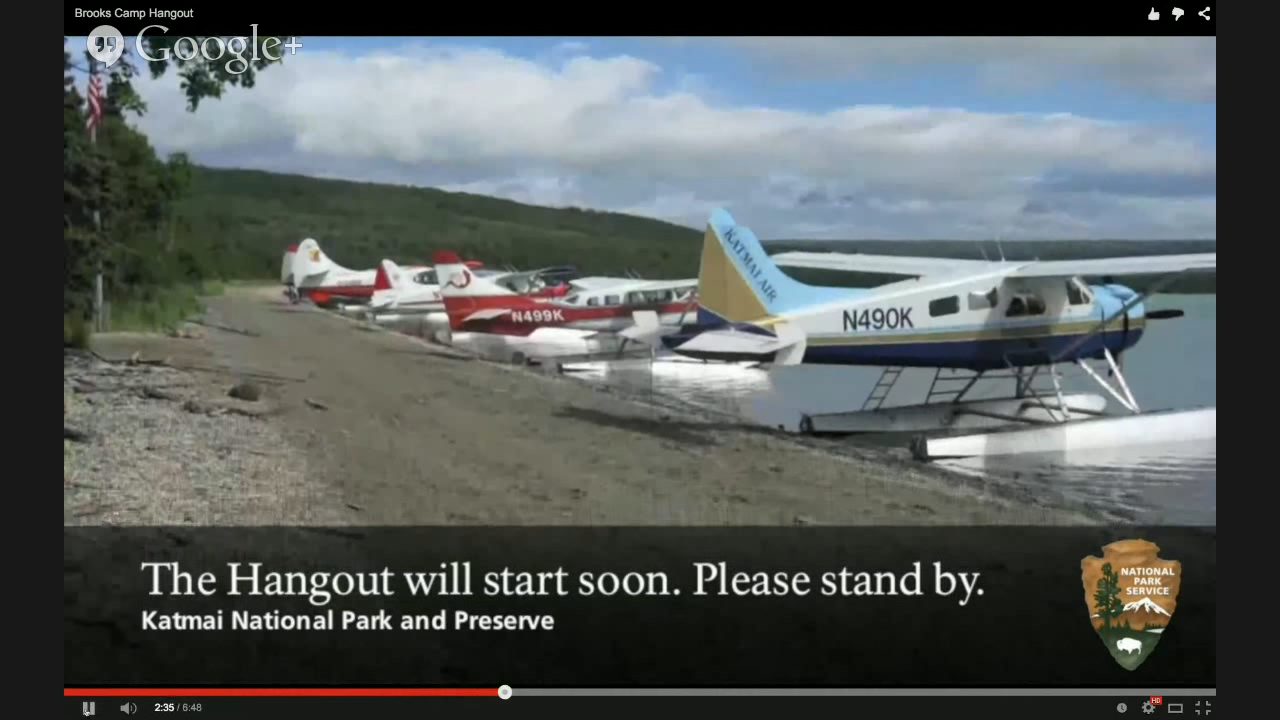 Brooks Camp Hangout
Google+
KATMAI AIR
N499K
N490K
The Hangout will start soon. Please stand by.
Katmai National Park and Preserve
NATIONAL
PARK
SERVICE
2:35 / 6:48
HD